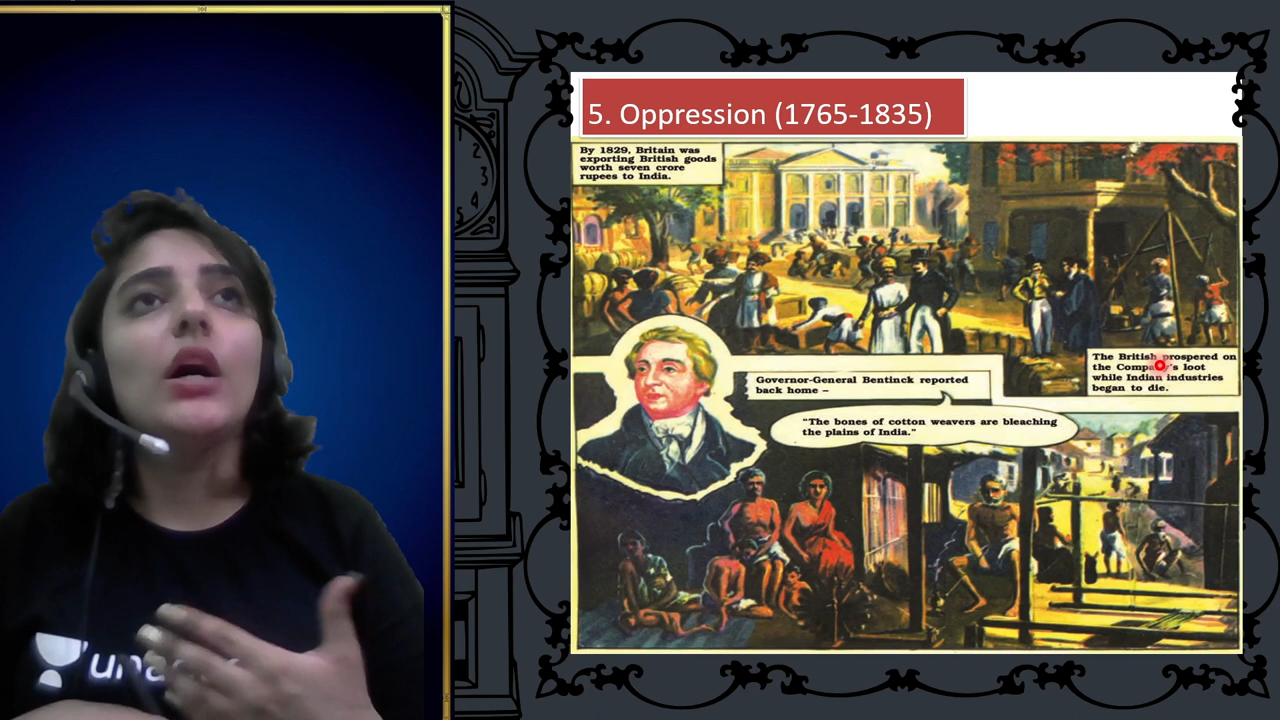 5. Oppression (1765-1835)
By 1829, Britain was
exporting British goods
worth seven crore
rupees to India.
The British prospered on
the Company's loot
while Indian industries
began to die.
Governor-General Bentinck reported
back home –
"The bones of cotton weavers are bleaching
the plains of India."